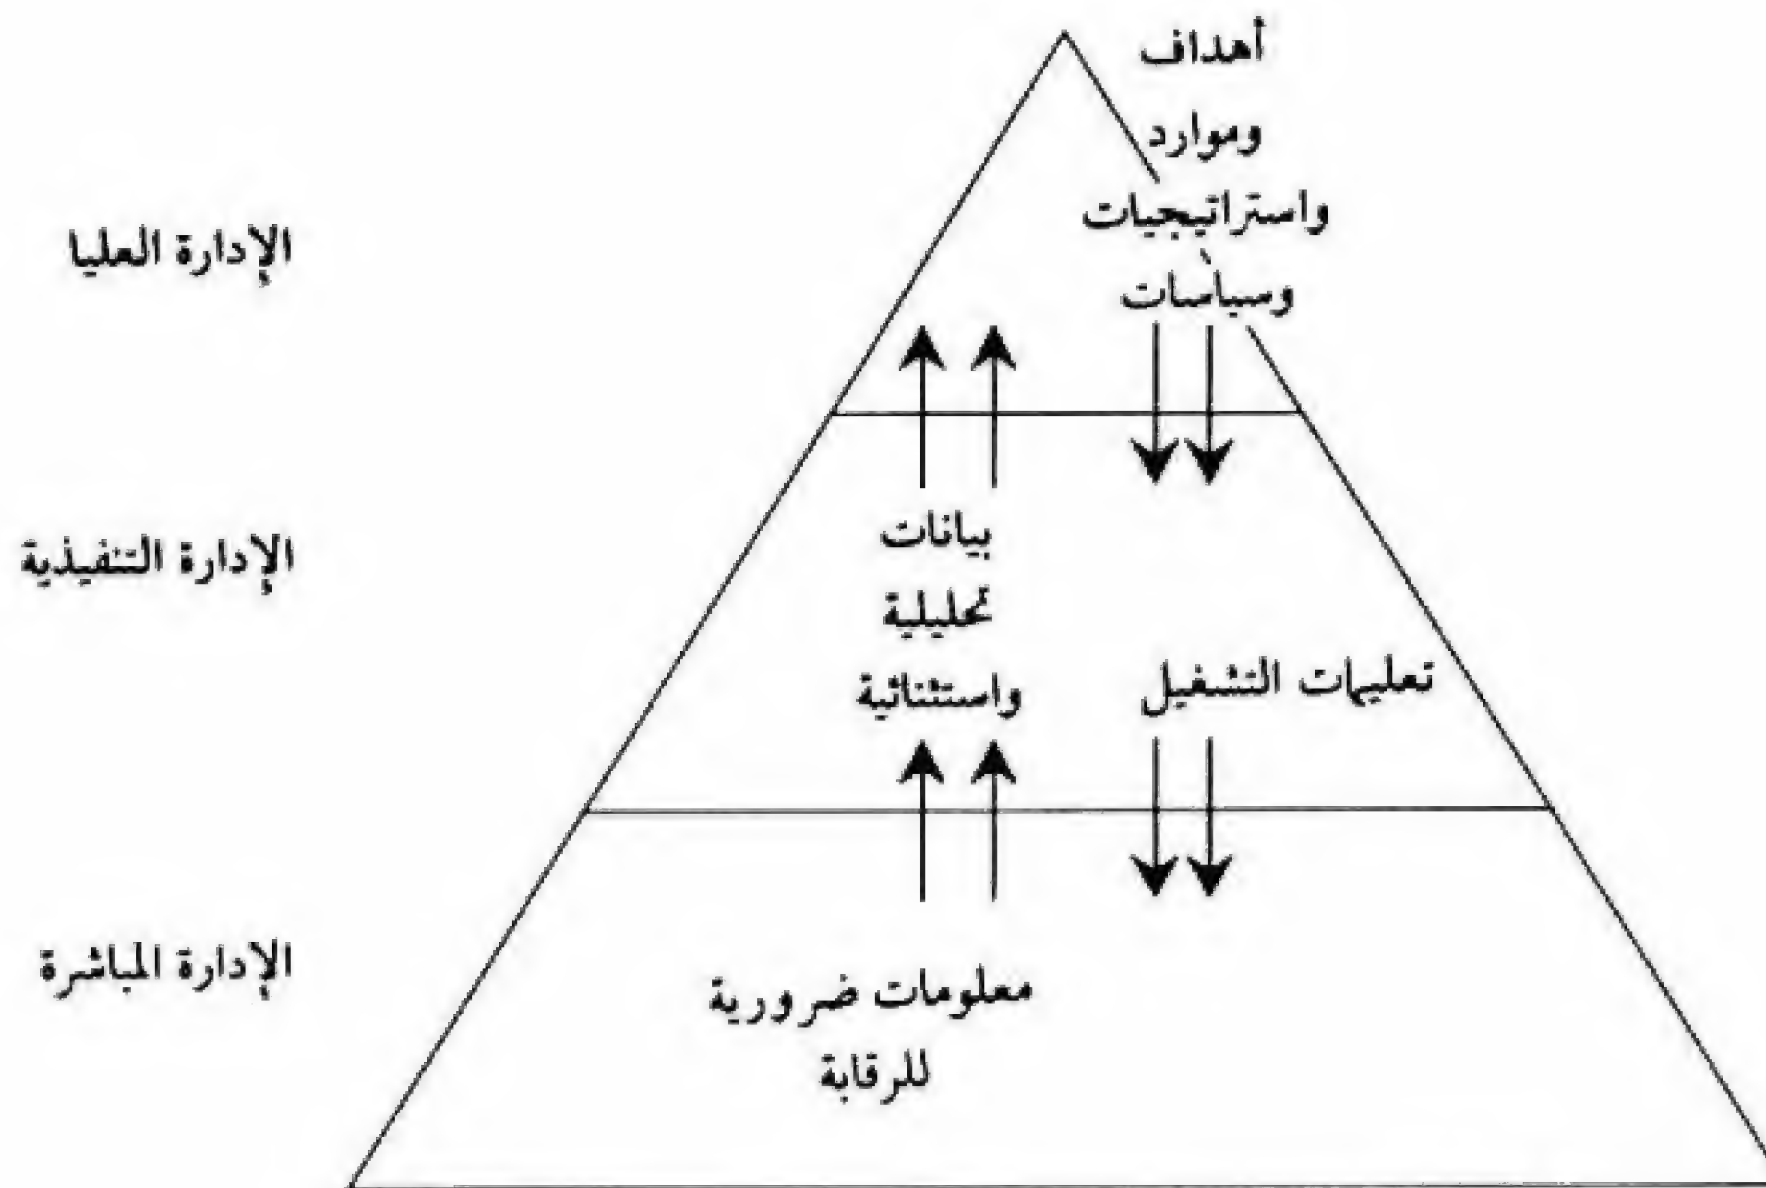 أهداف
وموارد
واستراتيجيات
وسياسات
الإدارة العليا
بيانات
تحليلية
واستثنائية
تعليمات التشغيل
الإدارة التنفيذية
معلومات ضرورية
للرقابة
الإدارة المباشرة